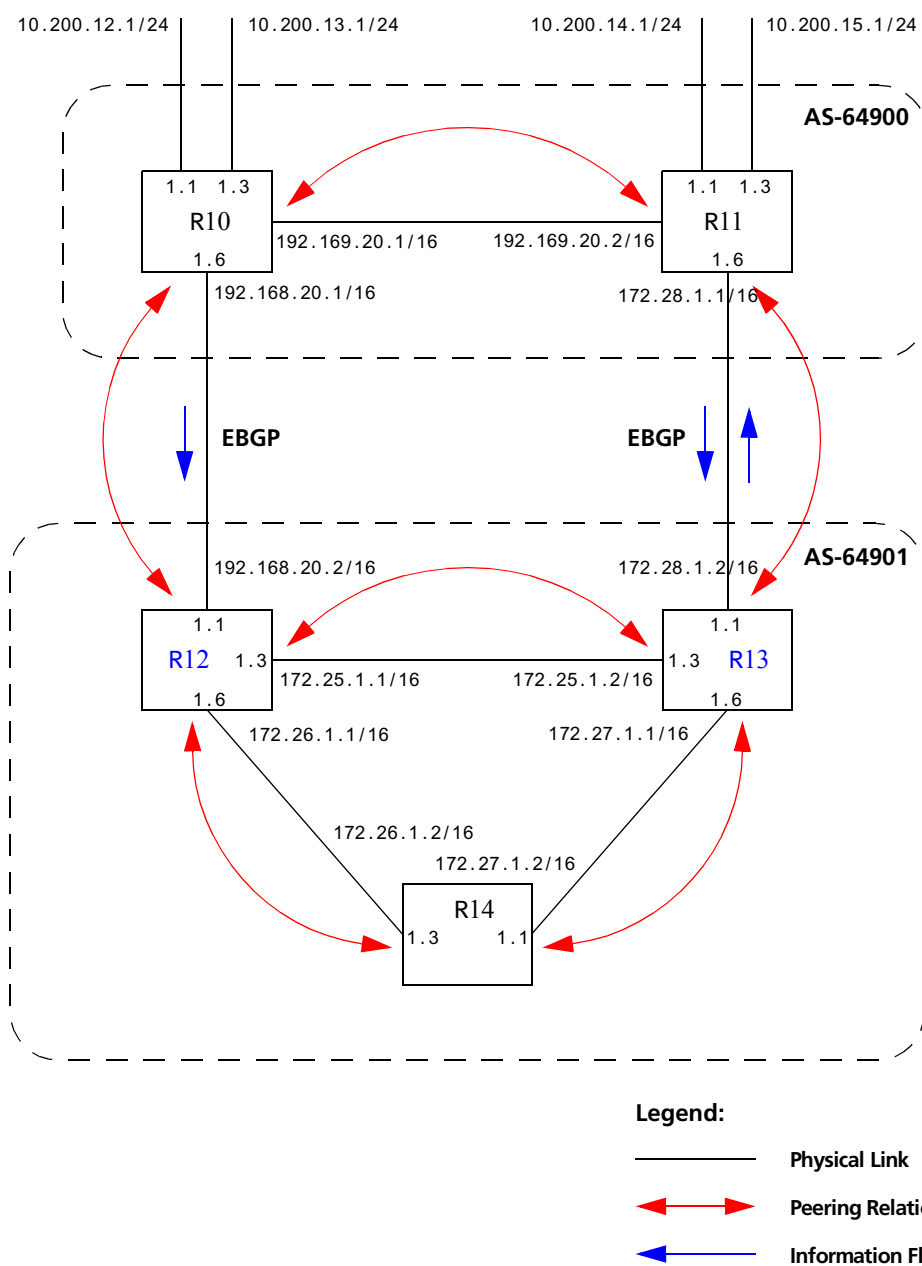 10.200.12.1/24 10.200.13.1/24 10.200.14.1/24 10.200.15.1/24
AS-64900
1.1 1.3 1.1 1.3
R10 R11
192.169.20.1/16 192.169.20.2/16
1.6 1.6
192.168.20.1/16 172.28.1.1/16
EBGP EBGP
AS-64901
192.168.20.2/16 172.28.1.2/16
1.1 1.1
R12 1.3 1.3 R13
172.25.1.1/16 172.25.1.2/16
1.6 1.6
172.26.1.1/16 172.27.1.1/16
172.26.1.2/16
172.27.1.2/16
R14
1.3 1.1
Legend:
Physical Link
Peering Relati
Information Fl